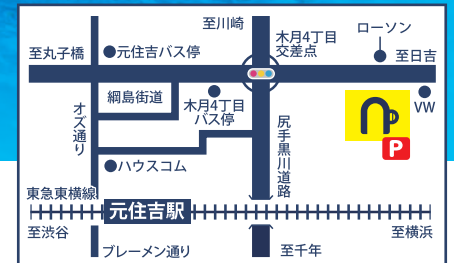 至川崎
ローソン
木月4丁目
交差点
至丸子橋
元住吉バス停
至日吉
綱島街道
木月4丁目
バス停
VW
オズ通り
尻手黒川道路
P
ハウスコム
東急東横線
元住吉駅
至渋谷
至横浜
ブレーメン通り
至千年